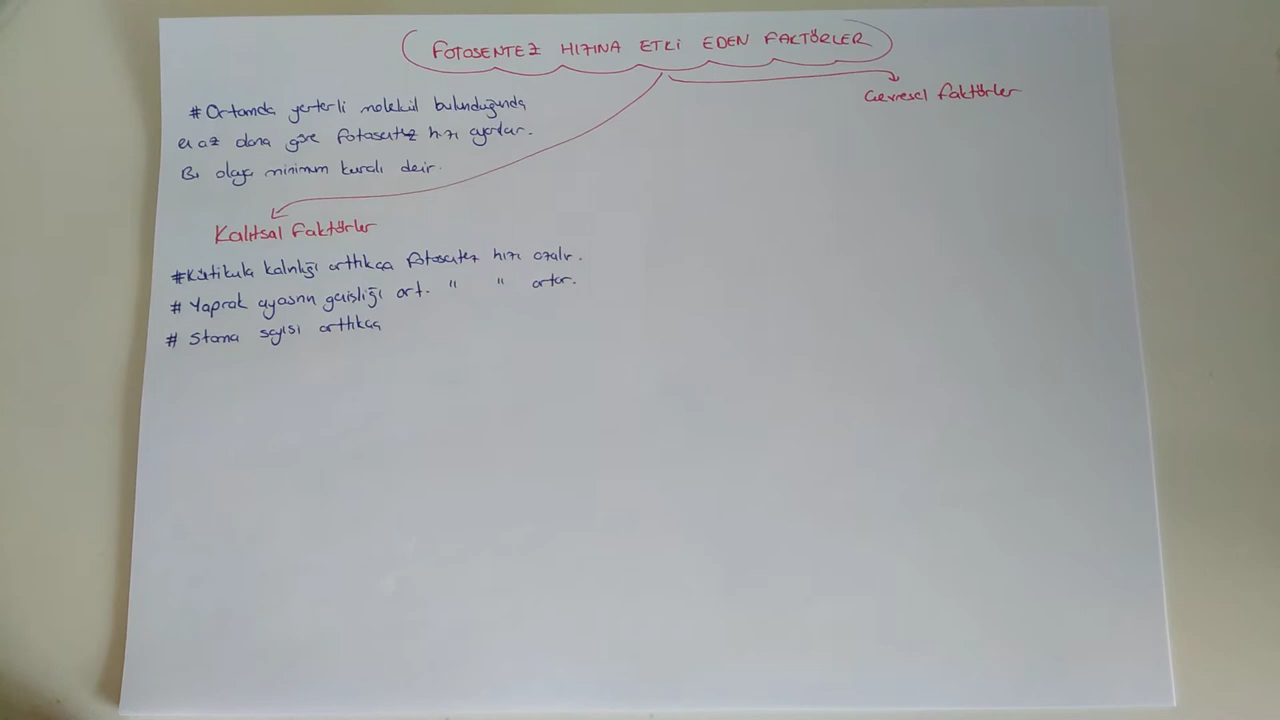 FOTOSENTEZ HIZINA ETKİ EDEN FAKTÖRLER
Çevresel faktörler
#Ortamda yeterli molekül bulunduğunda
en az olana göre fotosentez hızı ayarlar.
Bu olaya minimum kuralı denir.
Kalıtsal faktörler
#Kütikula kalınlığı arttıkça fotosentez hızı azalır.
# Yaprak ayasının genişliği art. " " artar.
# Stoma sayısı arttıkça